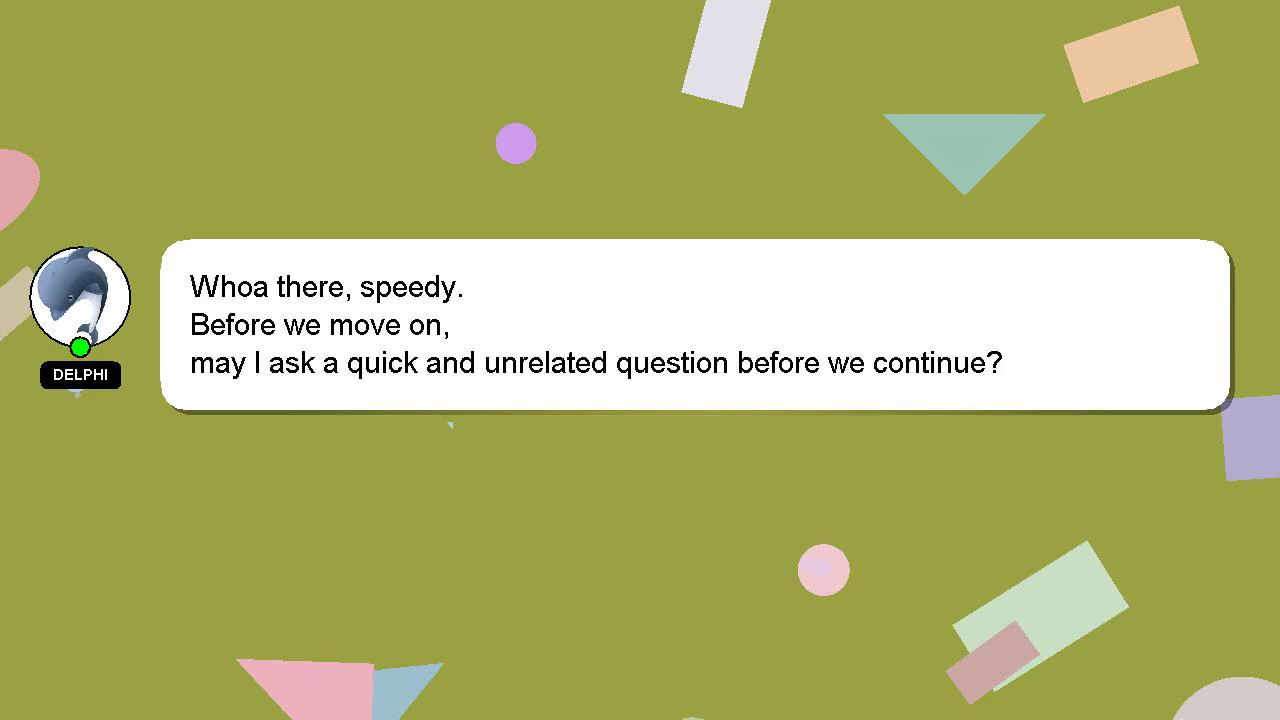 Whoa there, speedy.
Before we move on,
may I ask a quick and unrelated question before we continue?
DELPHI